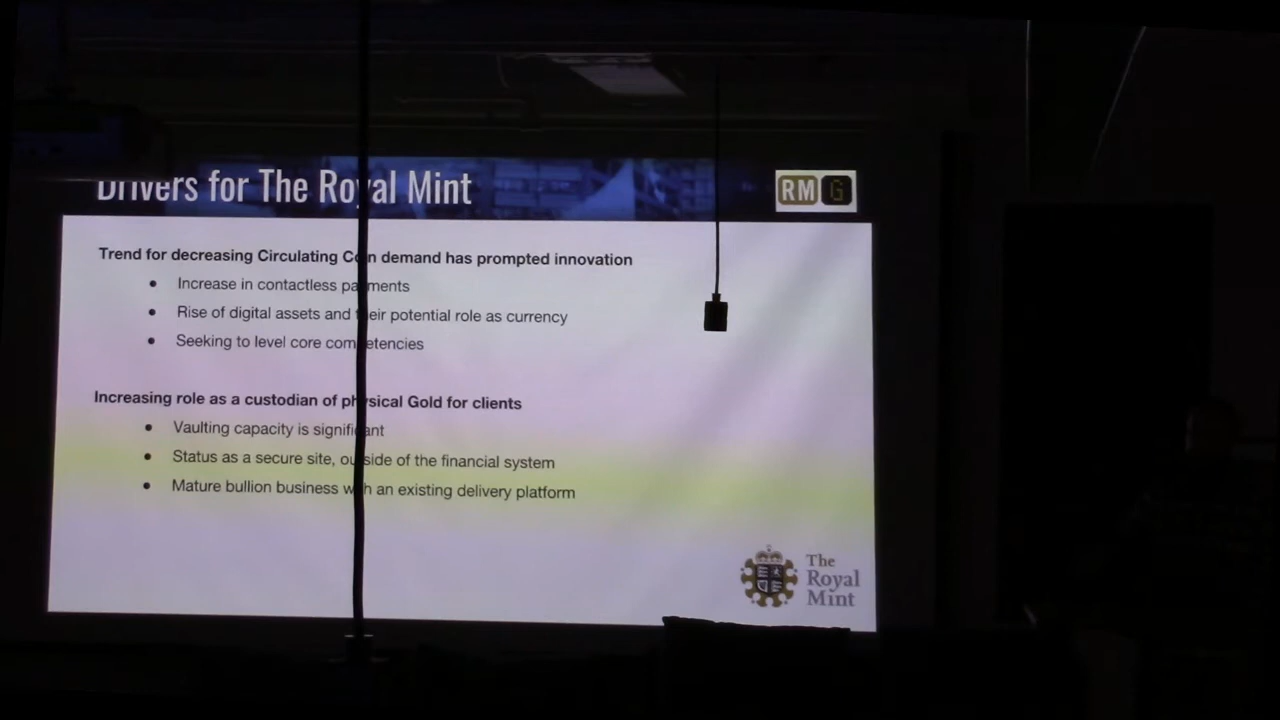 Drivers for The Royal Mint
RM G
Trend for decreasing Circulating Coin demand has prompted innovation
Increase in contactless payments
Rise of digital assets and their potential role as currency
Seeking to level core competencies
Increasing role as a custodian of physical Gold for clients
Vaulting capacity is significant
Status as a secure site, outside of the financial system
Mature bullion business with an existing delivery platform
The
Royal
Mint